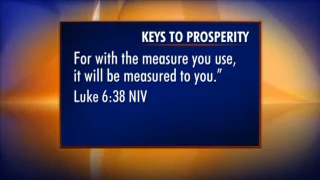 KEYS TO PROSPERITY
For with the measure you use,
it will be measured to you.”
Luke 6:38 NIV